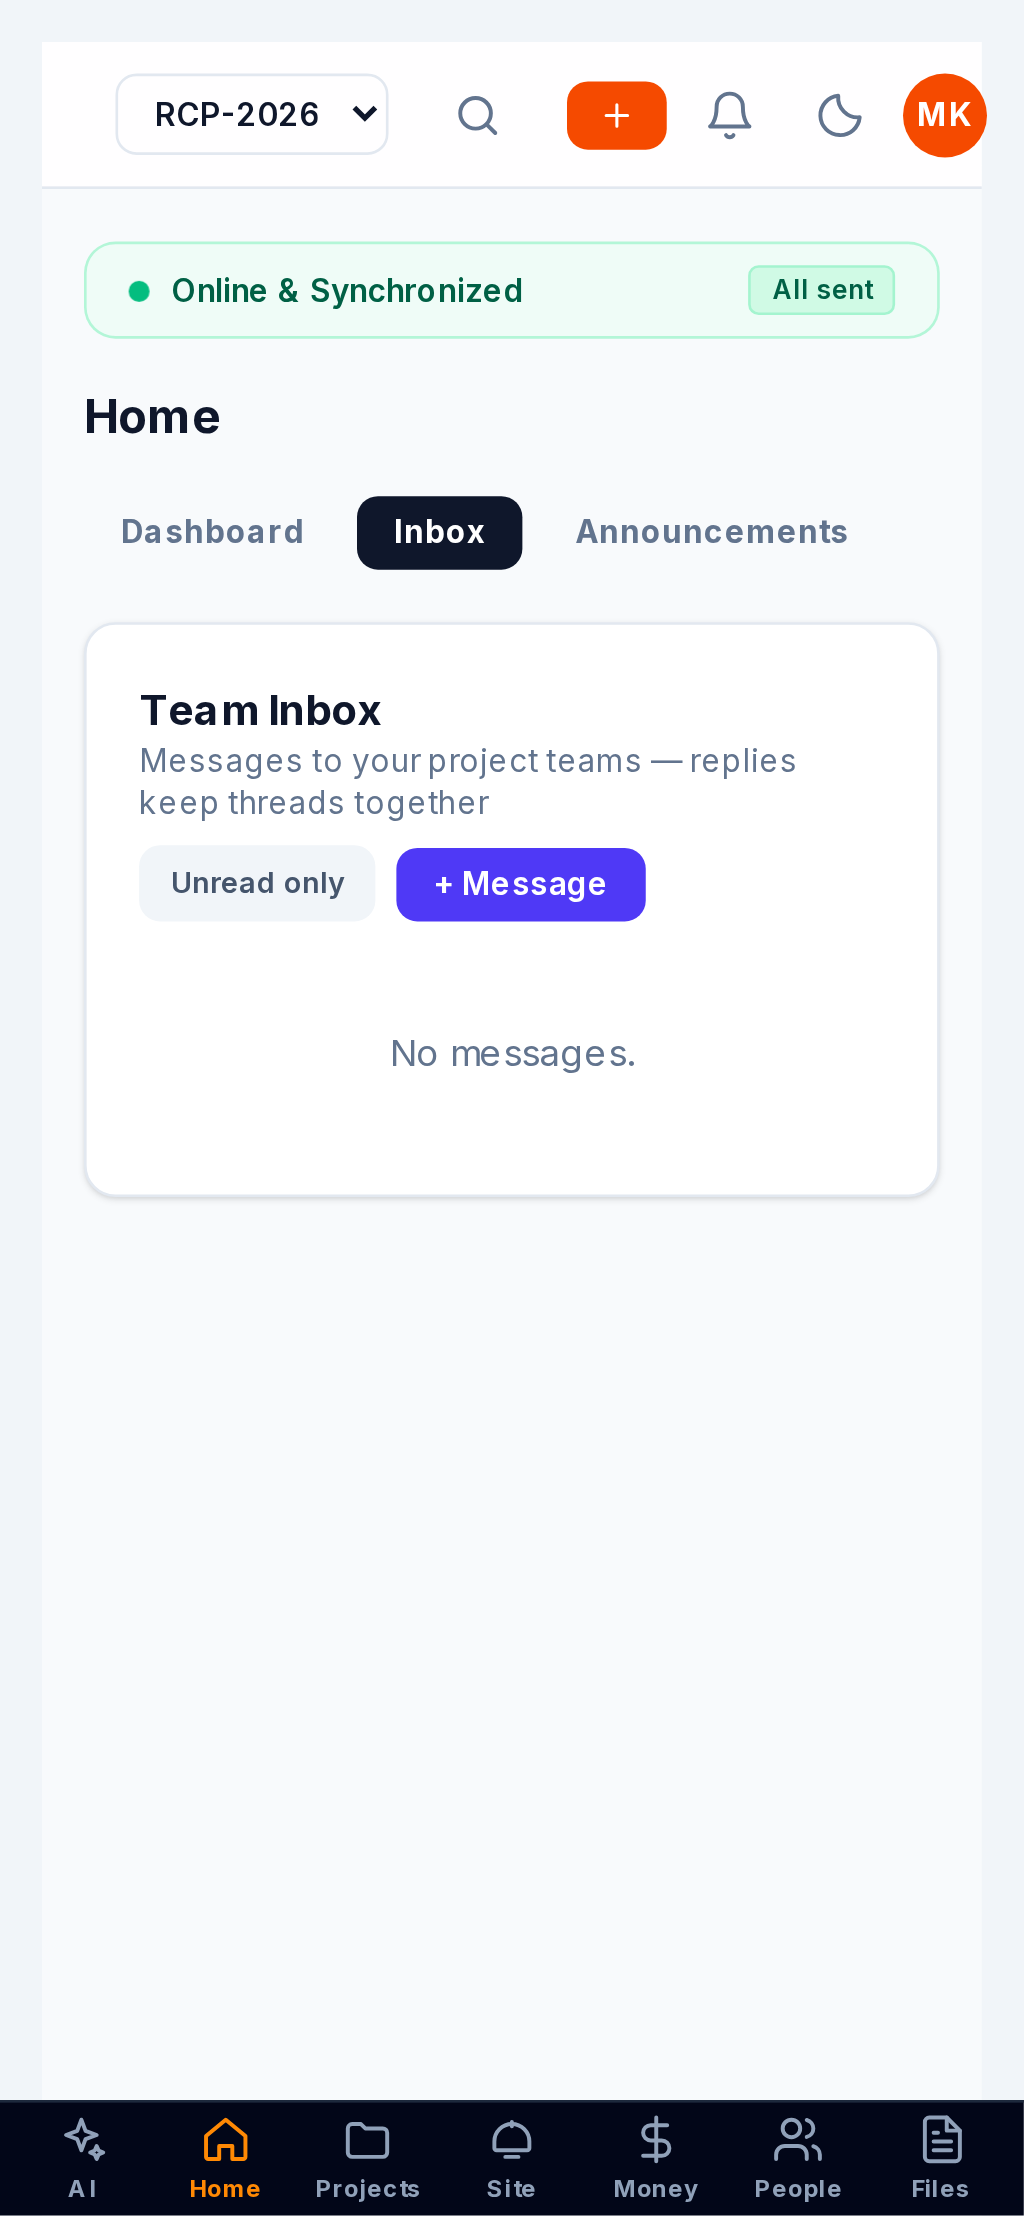 RCP-2026
+
MK
Online & Synchronized
All sent
Home
Dashboard
Inbox
Announcements
Team Inbox
Messages to your project teams — replies
keep threads together
Unread only
+ Message
No messages.
AI
Home
Projects
Site
Money
People
Files